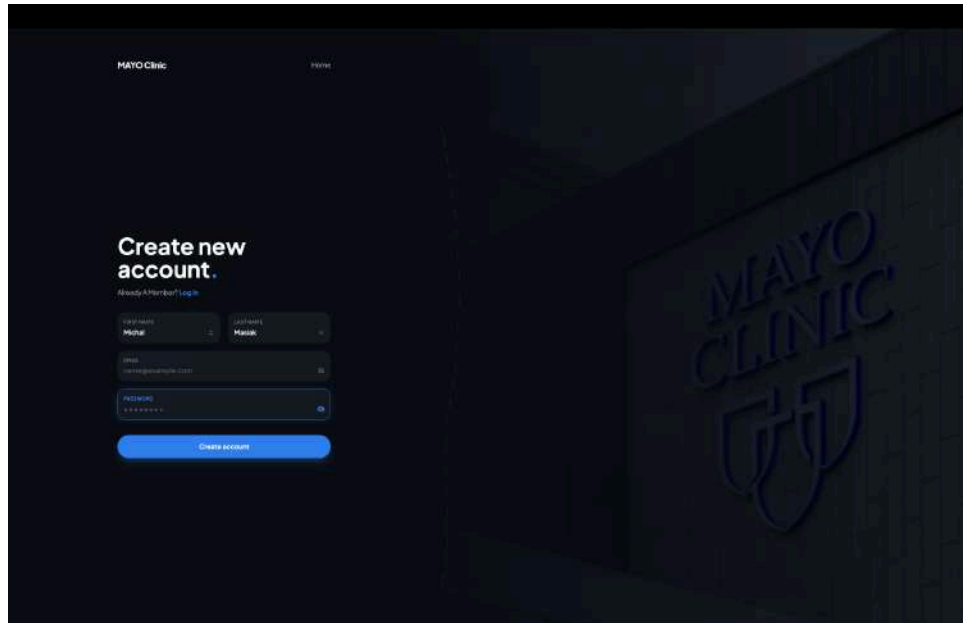 MAYO Clinic
Home
Create new
account.
Already A Member? Log In
FIRST NAME
LAST NAME
Michal
Masiak
EMAIL
name@example.com
PASSWORD
********
Create account
MAYO
CLINIC